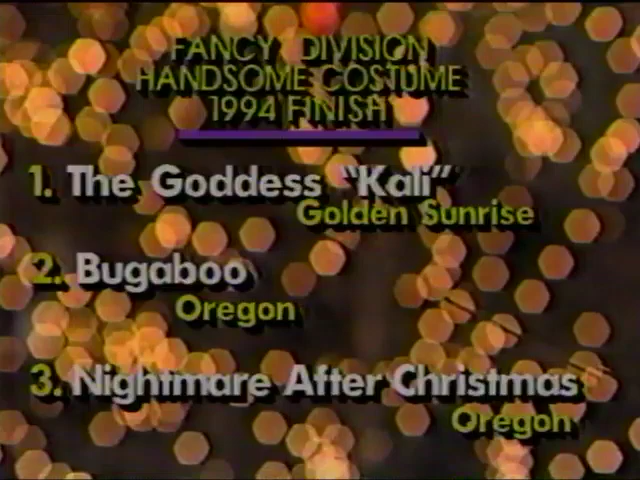 FANCY DIVISION
HANDSOME COSTUME
1994 FINISH
1. The Goddess "Kali"
Golden Sunrise
2. Bugaboo
Oregon
3. Nightmare After Christmas
Oregon